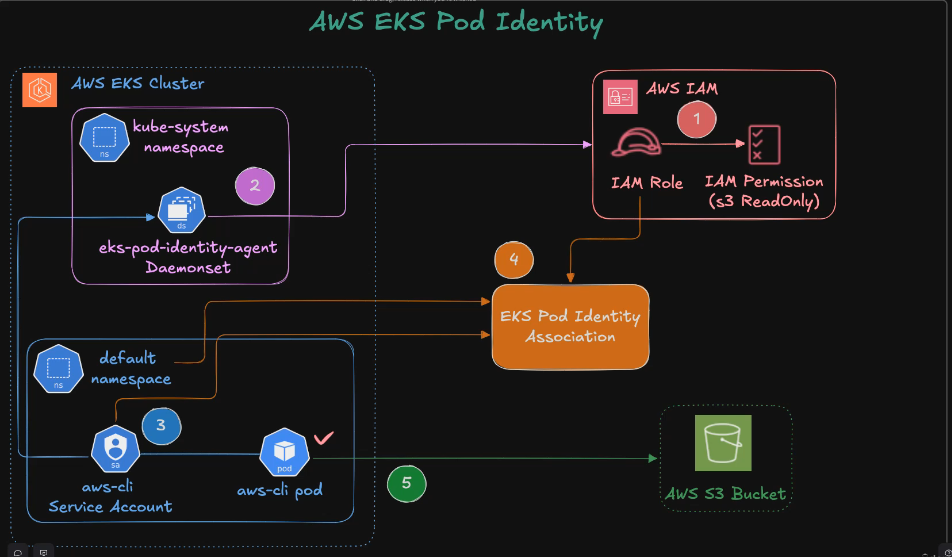 AWS EKS Pod Identity
AWS EKS Cluster
kube-system
namespace
ns
2
ds
eks-pod-identity-agent
Daemonset
AWS IAM
1
IAM Role
IAM Permission
(s3 ReadOnly)
4
EKS Pod Identity
Association
default
namespace
ns
3
sa
aws-cli
Service Account
pod
aws-cli pod
5
AWS S3 Bucket